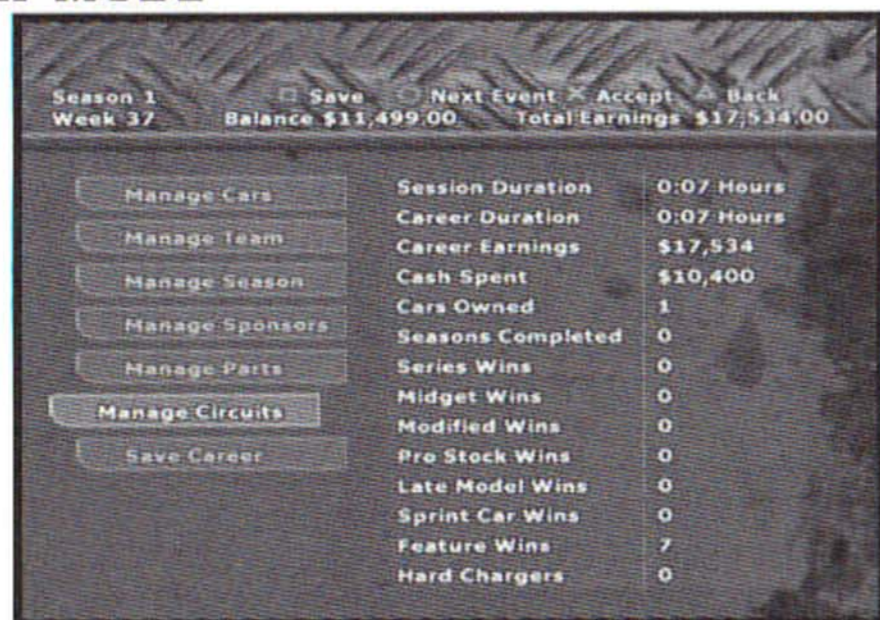 Season 1 □ Save ○ Next Event ✕ Accept △ Back
Week 37 Balance $11,499.00 Total Earnings $17,534.00
Manage Cars
Manage Team
Manage Season
Manage Sponsors
Manage Parts
Manage Circuits
Save Career
Session Duration 0:07 Hours
Career Duration 0:07 Hours
Career Earnings $17,534
Cash Spent $10,400
Cars Owned 1
Seasons Completed 0
Series Wins 0
Midget Wins 0
Modified Wins 0
Pro Stock Wins 0
Late Model Wins 0
Sprint Car Wins 0
Feature Wins 7
Hard Chargers 0